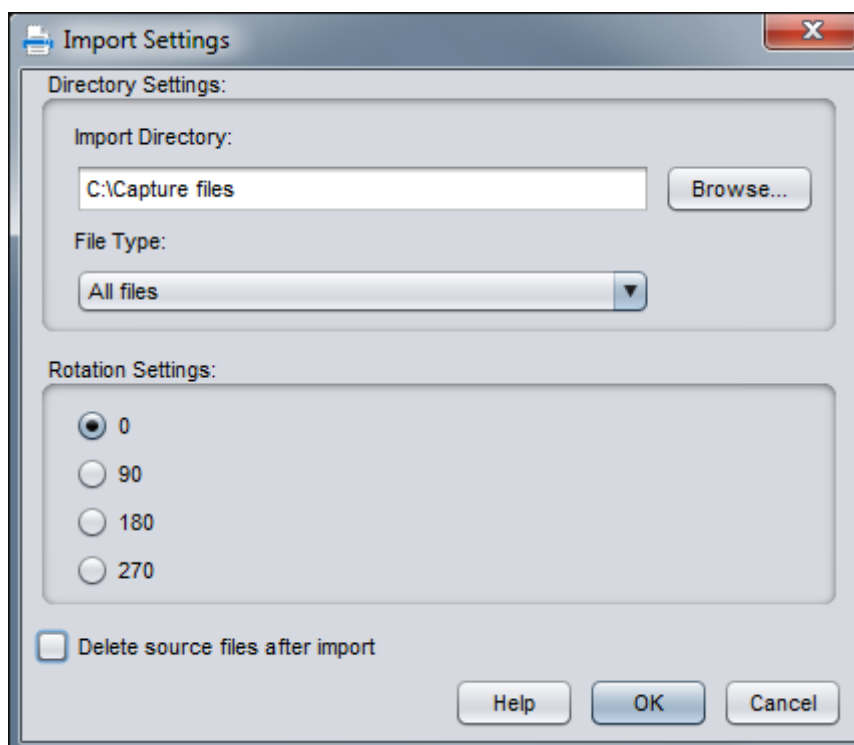 Import Settings
Directory Settings:
Import Directory:
C:\Capture files
Browse...
File Type:
All files
Rotation Settings:
0
90
180
270
Delete source files after import
Help
OK
Cancel